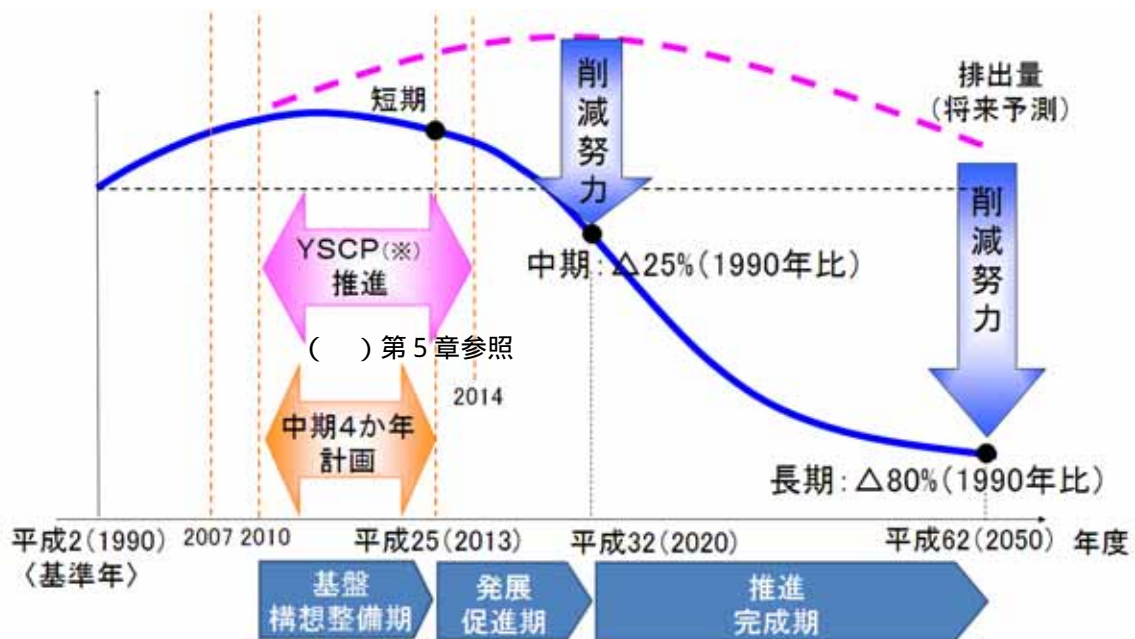 短期
削減努力
排出量
(将来予測)
削減努力
YSCP(※)
推進
中期:△25%(1990年比)
(　)第5章参照
2014
中期4か年
計画
長期:△80%(1990年比)
平成2(1990) 2007 2010 平成25(2013) 平成32(2020) 平成62(2050) 年度
〈基準年〉
基盤
構想整備期
発展
促進期
推進
完成期